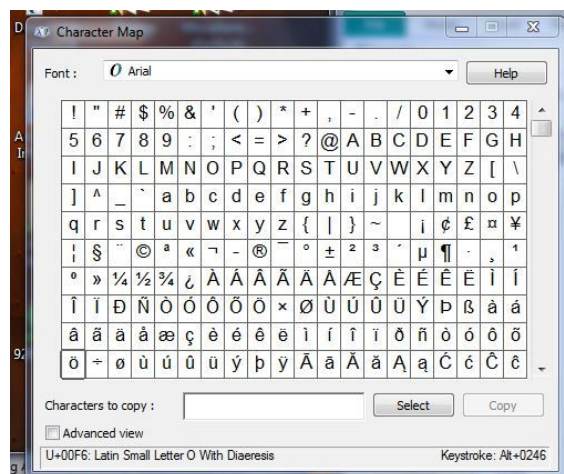 Character Map
Font : O Arial Help
! " # $ % & ' ( ) * + , - . / 0 1 2 3 4
5 6 7 8 9 : ; < = > ? @ A B C D E F G H
I J K L M N O P Q R S T U V W X Y Z [ \
] ^ _ ` a b c d e f g h i j k l m n o p
q r s t u v w x y z { | } ~ ¡ ¢ £ ¤ ¥
¦ § ¨ © ª « ¬ - ® ¯ ° ± ² ³ ´ µ ¶ · ¸ ¹
º » ¼ ½ ¾ ¿ À Á Â Ã Ä Å Æ Ç È É Ê Ë Ì Í
Î Ï Ð Ñ Ò Ó Ô Õ Ö × Ø Ù Ú Û Ü Ý Þ ß à á
â ã ä å æ ç è é ê ë ì í î ï ð ñ ò ó ô õ
ö ÷ ø ù ú û ü ý þ ÿ Ā ā Ă ă Ą ą Ć ć Ĉ ĉ
Characters to copy : Select Copy
Advanced view
U+00F6: Latin Small Letter O With Diaeresis Keystroke: Alt+0246